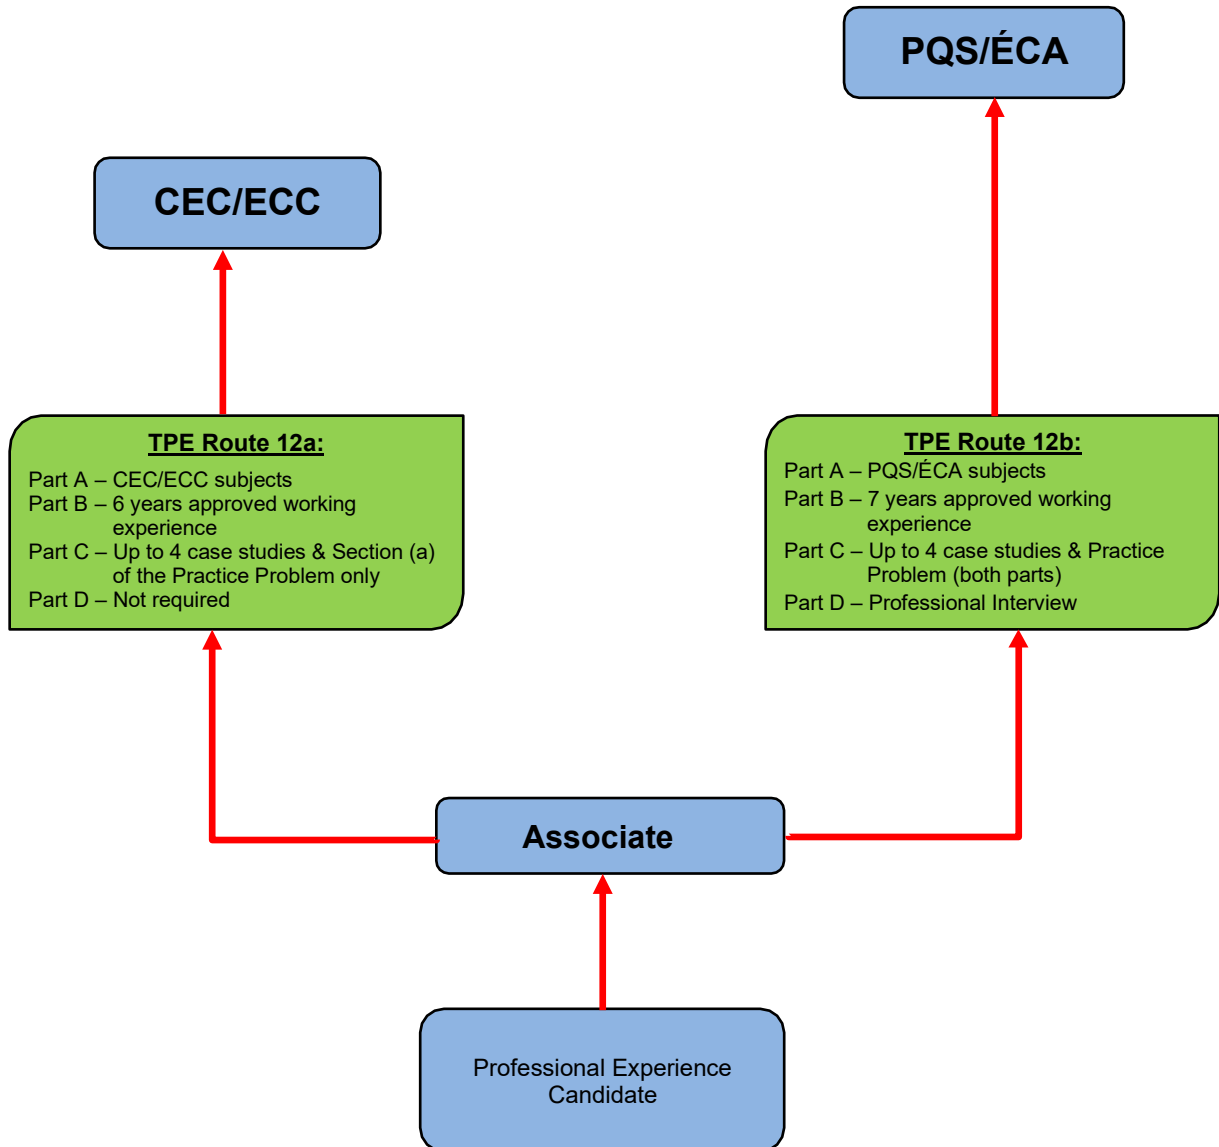 PQS/ÉCA
CEC/ECC
TPE Route 12a:
Part A – CEC/ECC subjects
Part B – 6 years approved working
experience
Part C – Up to 4 case studies & Section (a)
of the Practice Problem only
Part D – Not required
TPE Route 12b:
Part A – PQS/ÉCA subjects
Part B – 7 years approved working
experience
Part C – Up to 4 case studies & Practice
Problem (both parts)
Part D – Professional Interview
Associate
Professional Experience
Candidate